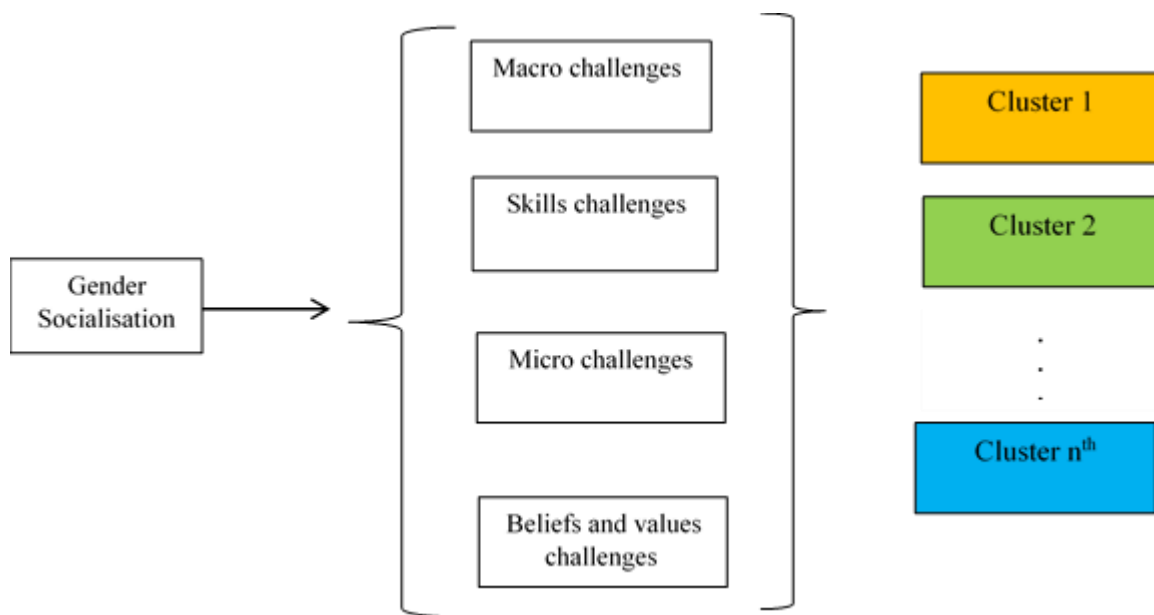 Gender
Socialisation
Macro challenges
Skills challenges
Micro challenges
Beliefs and values
challenges
Cluster 1
Cluster 2
.
.
.
Cluster nth